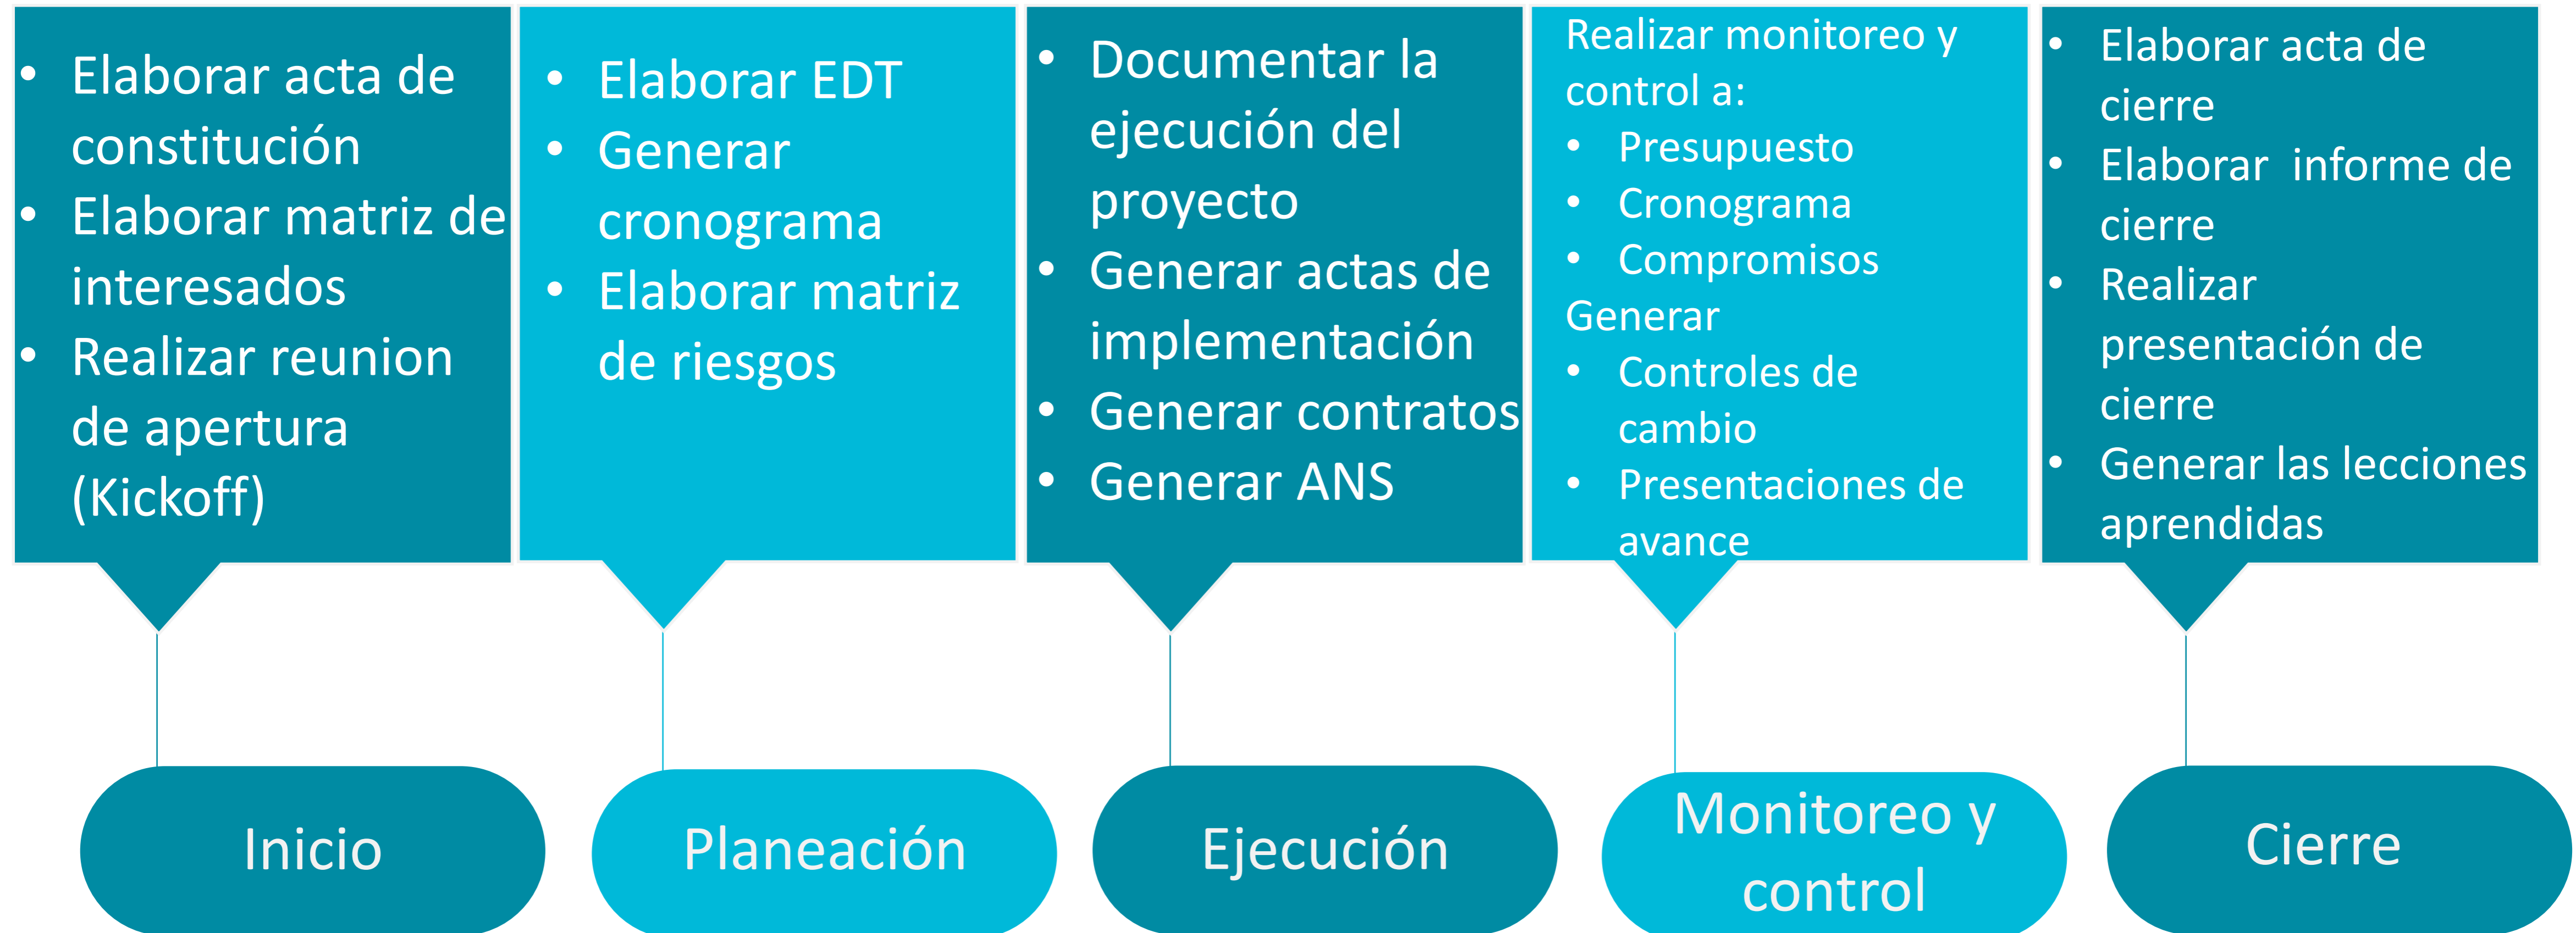 • Elaborar acta de
constitución
• Elaborar matriz de
interesados
• Realizar reunion
de apertura
(Kickoff)
• Elaborar EDT
• Generar
cronograma
• Elaborar matriz
de riesgos
• Documentar la
ejecución del
proyecto
• Generar actas de
implementación
• Generar contratos
• Generar ANS
Realizar monitoreo y
control a:
• Presupuesto
• Cronograma
• Compromisos
Generar
• Controles de
cambio
• Presentaciones de
avance
• Elaborar acta de
cierre
• Elaborar  informe de
cierre
• Realizar
presentación de
cierre
• Generar las lecciones
aprendidas
Inicio
Planeación
Ejecución
Monitoreo y
control
Cierre